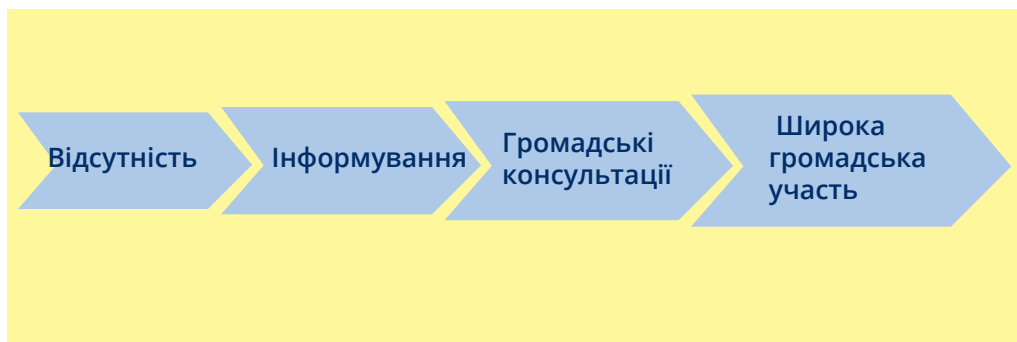 Відсутність
Інформування
Громадські
консультації
Широка
громадська
участь